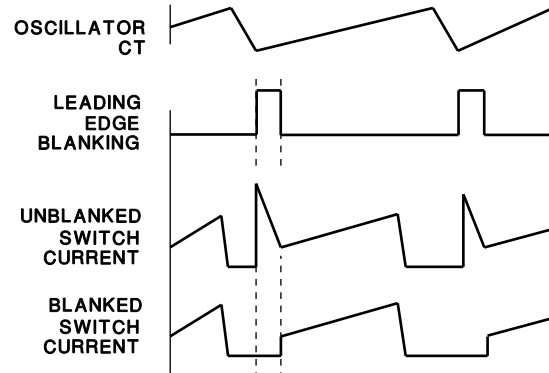 OSCILLATOR
CT
LEADING
EDGE
BLANKING
UNBLANKED
SWITCH
CURRENT
BLANKED
SWITCH
CURRENT